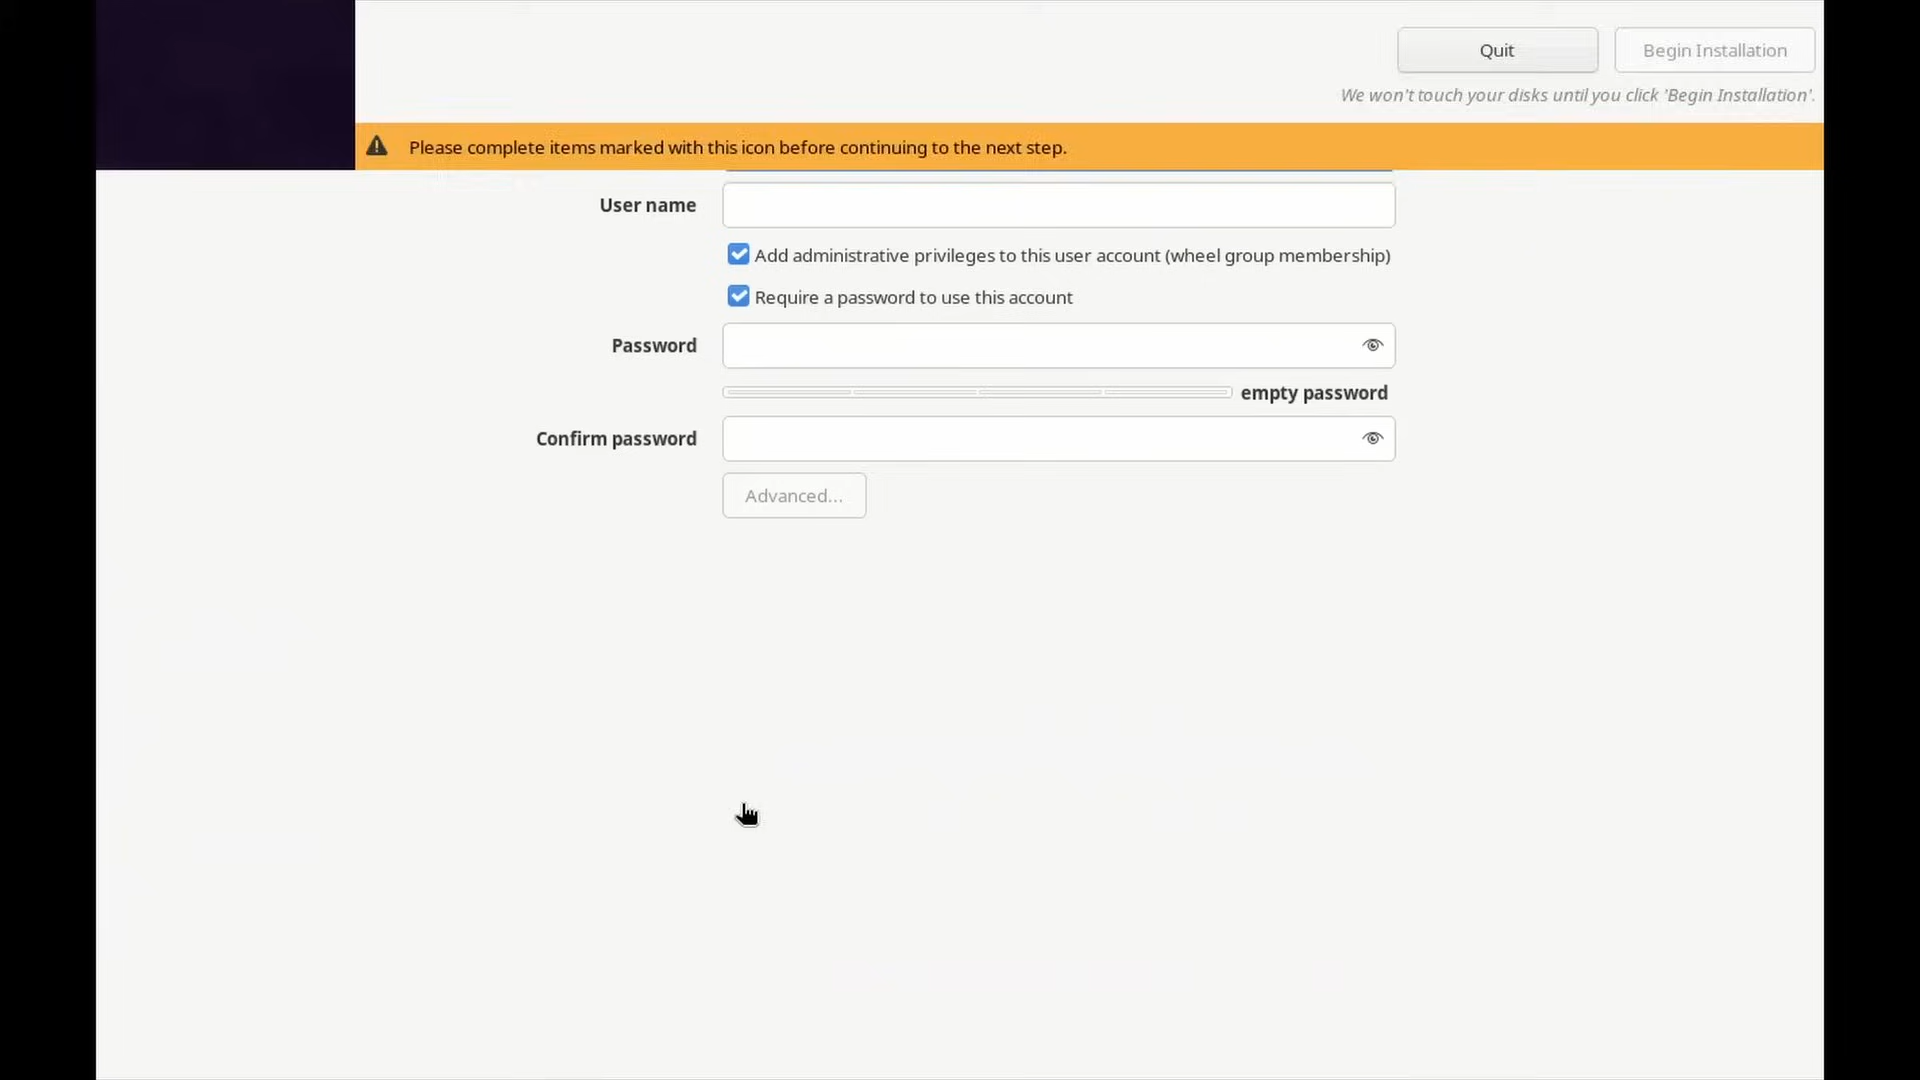 Quit
Begin Installation
We won't touch your disks until you click 'Begin Installation'.
Please complete items marked with this icon before continuing to the next step.
User name
Add administrative privileges to this user account (wheel group membership)
Require a password to use this account
Password
empty password
Confirm password
Advanced...